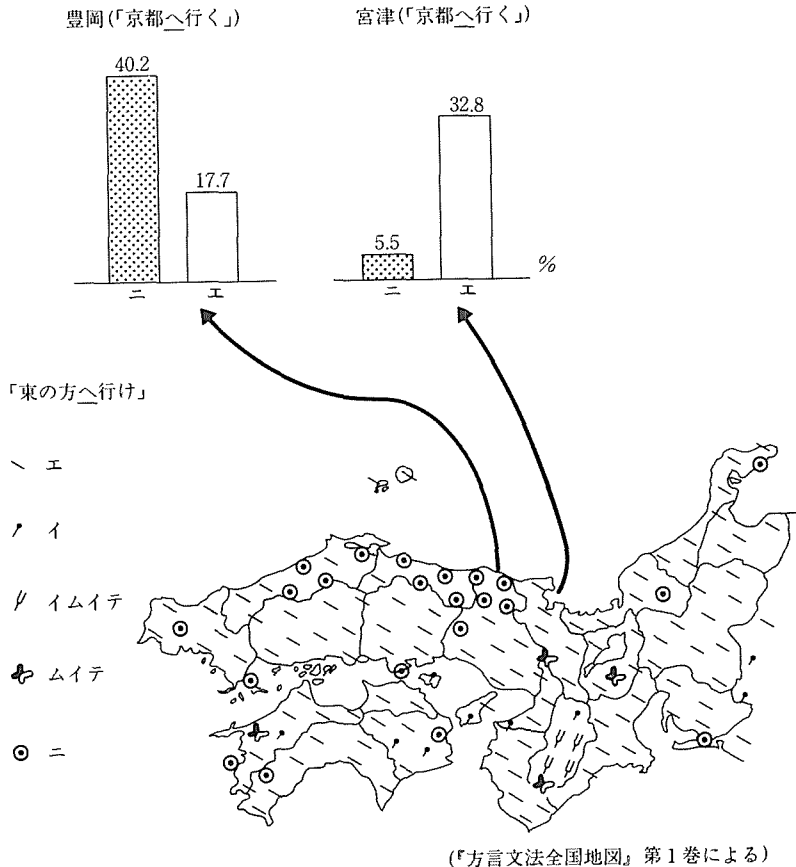 豊岡(「京都へ行く」)
宮津(「京都へ行く」)
40.2
17.7
ニ
エ
5.5
32.8
%
ニ
エ
「東の方へ行け」
エ
イ
イムイテ
ムイテ
ニ
(『方言文法全国地図』第1巻による)